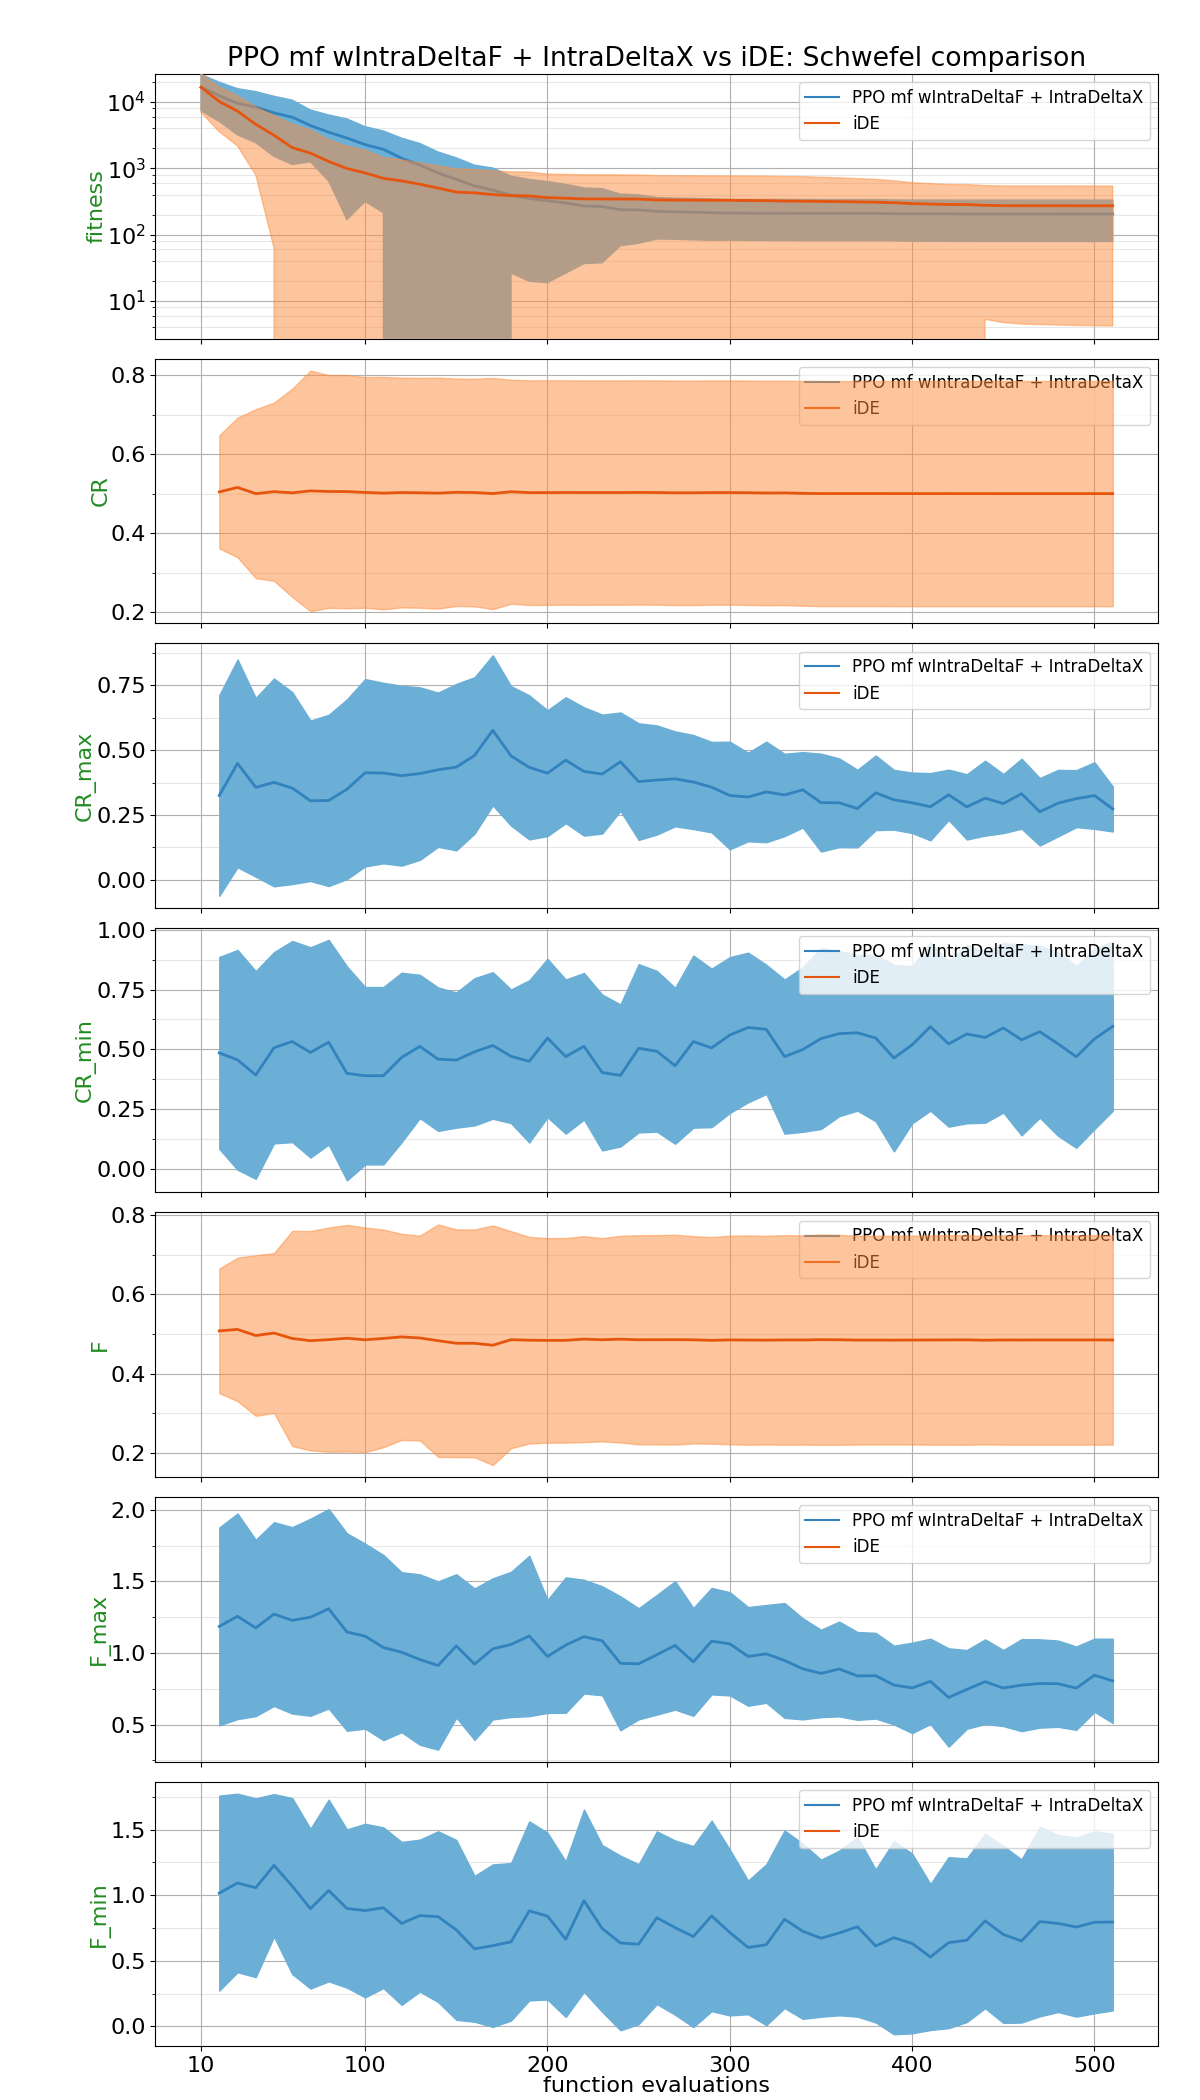 PPO mf wIntraDeltaF + IntraDeltaX vs iDE: Schwefel comparison
PPO mf wIntraDeltaF + IntraDeltaX
iDE
fitness
10^4
10^3
10^2
10^1
PPO mf wIntraDeltaF + IntraDeltaX
iDE
CR
0.8
0.6
0.4
0.2
PPO mf wIntraDeltaF + IntraDeltaX
iDE
CR_max
0.75
0.50
0.25
0.00
PPO mf wIntraDeltaF + IntraDeltaX
iDE
CR_min
1.00
0.75
0.50
0.25
0.00
PPO mf wIntraDeltaF + IntraDeltaX
iDE
F
0.8
0.6
0.4
0.2
PPO mf wIntraDeltaF + IntraDeltaX
iDE
F_max
2.0
1.5
1.0
0.5
PPO mf wIntraDeltaF + IntraDeltaX
iDE
F_min
1.5
1.0
0.5
0.0
10 100 200 300 400 500
function evaluations